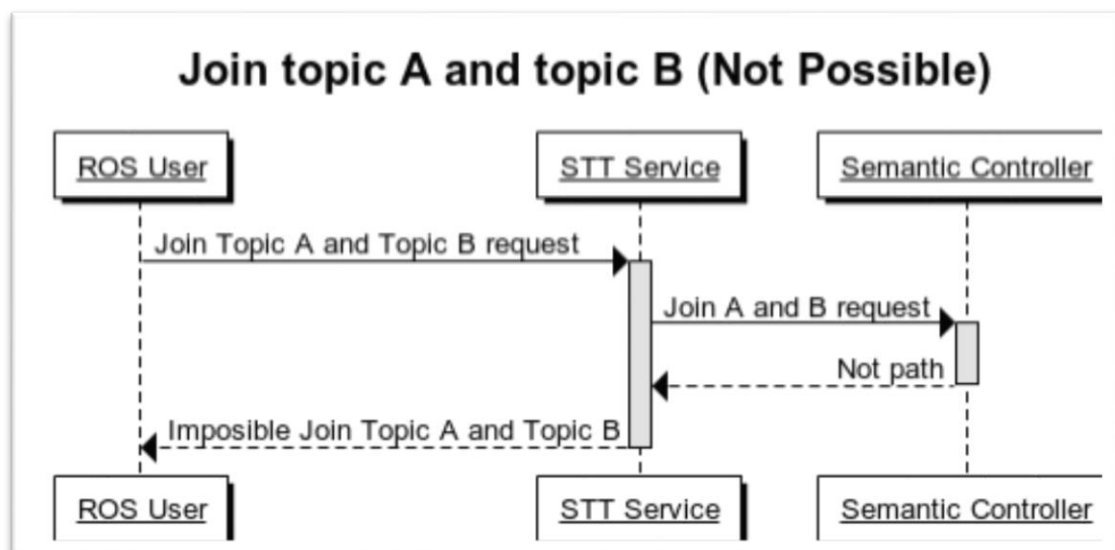 Join topic A and topic B (Not Possible)
ROS User
STT Service
Semantic Controller
Join Topic A and Topic B request
Join A and B request
Not path
Imposible Join Topic A and Topic B
ROS User
STT Service
Semantic Controller